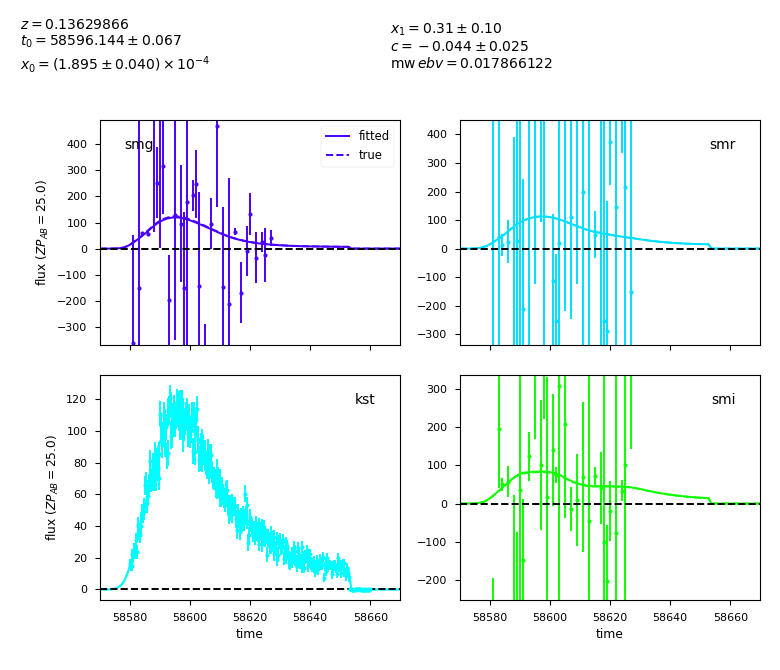 z = 0.13629866
t0 = 58596.144 ± 0.067
x0 = (1.895 ± 0.040) × 10^−4
x1 = 0.31 ± 0.10
c = −0.044 ± 0.025
mw ebv = 0.017866122
smg
fitted
true
400
300
200
100
0
−100
−200
−300
flux (ZP_AB = 25.0)
smr
400
300
200
100
0
−100
−200
−300
kst
120
100
80
60
40
20
0
flux (ZP_AB = 25.0)
58580 58600 58620 58640 58660
time
smi
300
200
100
0
−100
−200
58580 58600 58620 58640 58660
time